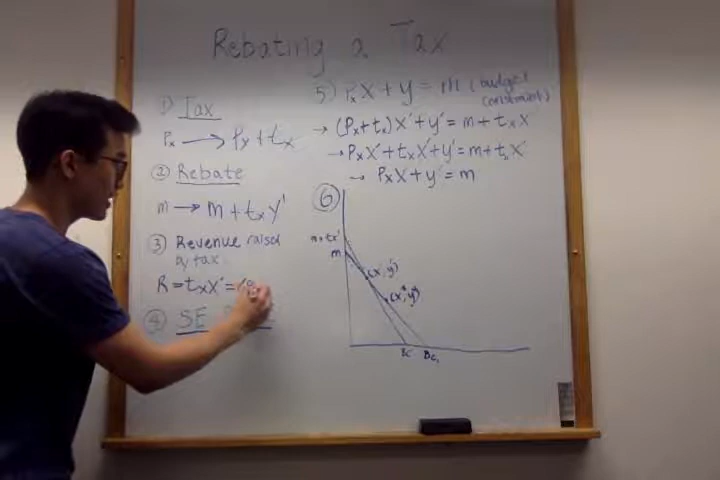 Rebating a Tax
① Tax
Px → Px + tx
② Rebate
m → m + tx y'
③ Revenue raised
by tax
R = tx x' =
④ SE
5) Px X + y = m (budget
constraint)
→ (Px + tx) X' + y' = m + tx X'
→ Px X' + tx X' + y' = m + tx X'
→ Px X' + y' = m
⑥
m + tx'
m
(x', y')
(x*, y*)
BC BC₁